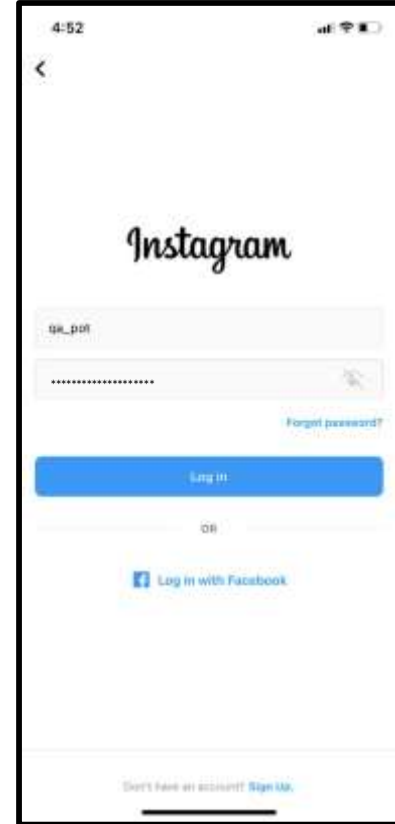 4:52
Instagram
qa_pot
••••••••••••••••••••
Forgot password?
Log in
OR
Log in with Facebook
Don't have an account? Sign Up.